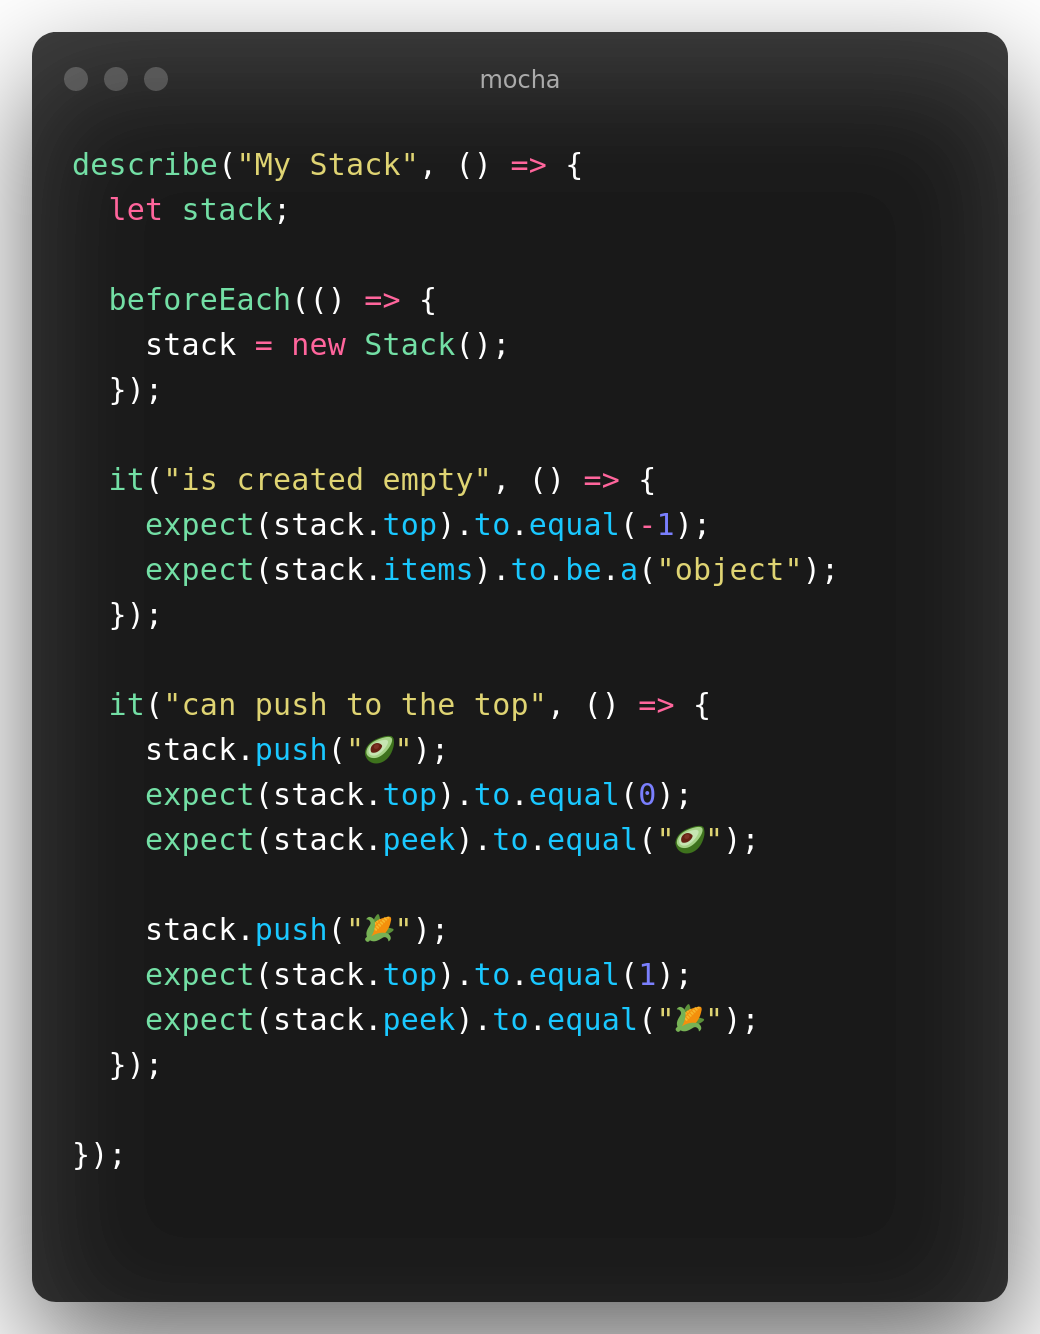 mocha
describe("My Stack", () => {
  let stack;

  beforeEach(() => {
    stack = new Stack();
  });

  it("is created empty", () => {
    expect(stack.top).to.equal(-1);
    expect(stack.items).to.be.a("object");
  });

  it("can push to the top", () => {
    stack.push("🥑");
    expect(stack.top).to.equal(0);
    expect(stack.peek).to.equal("🥑");

    stack.push("🌽");
    expect(stack.top).to.equal(1);
    expect(stack.peek).to.equal("🌽");
  });

});